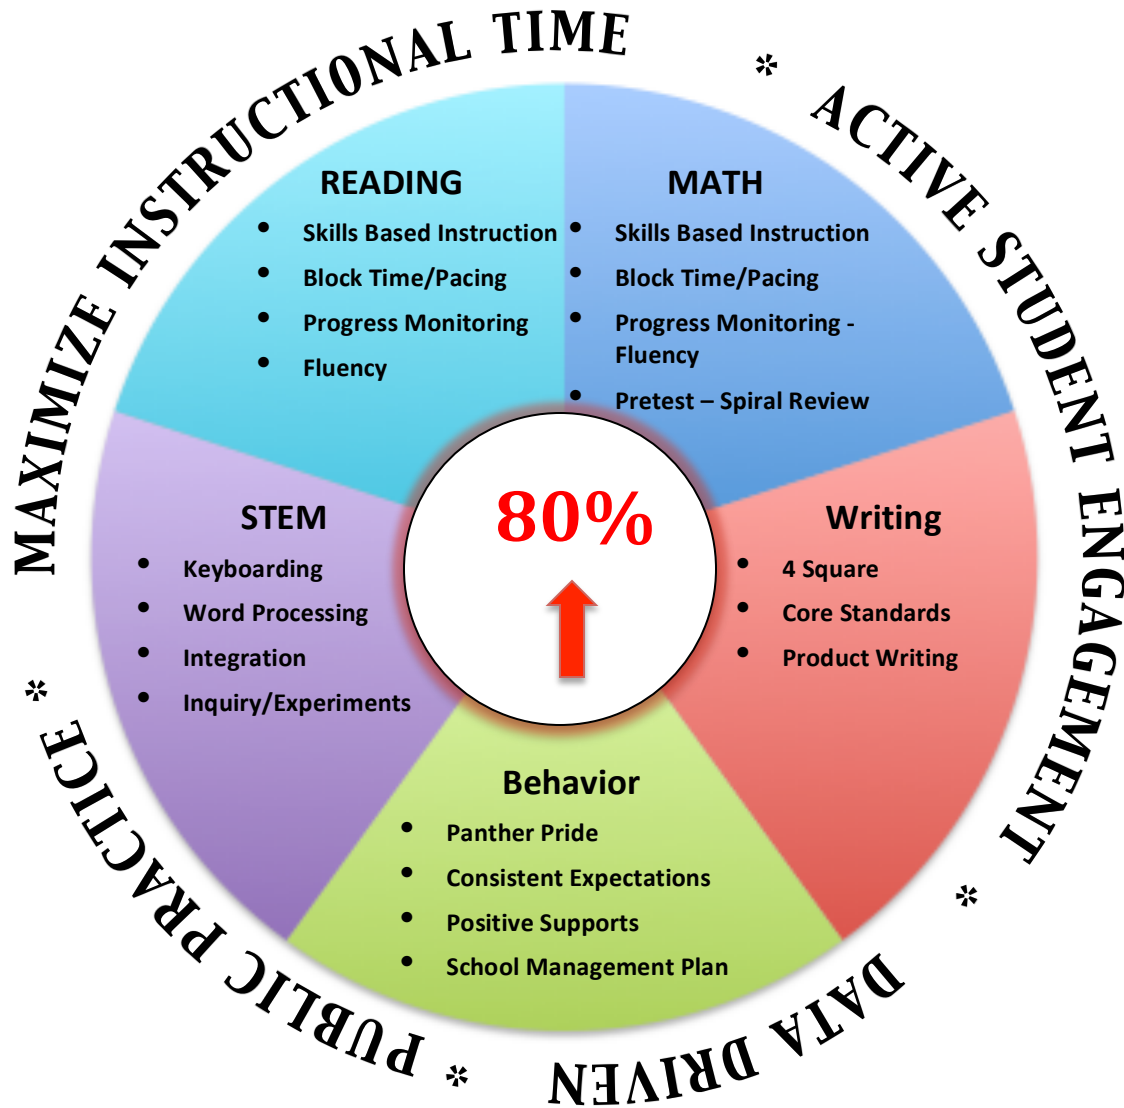 MAXIMIZE INSTRUCTIONAL TIME * ACTIVE STUDENT ENGAGEMENT * DATA DRIVEN * PUBLIC PRACTICE *
READING
• Skills Based Instruction
• Block Time/Pacing
• Progress Monitoring
• Fluency
MATH
• Skills Based Instruction
• Block Time/Pacing
• Progress Monitoring -
Fluency
• Pretest – Spiral Review
STEM
• Keyboarding
• Word Processing
• Integration
• Inquiry/Experiments
80%
Writing
• 4 Square
• Core Standards
• Product Writing
Behavior
• Panther Pride
• Consistent Expectations
• Positive Supports
• School Management Plan